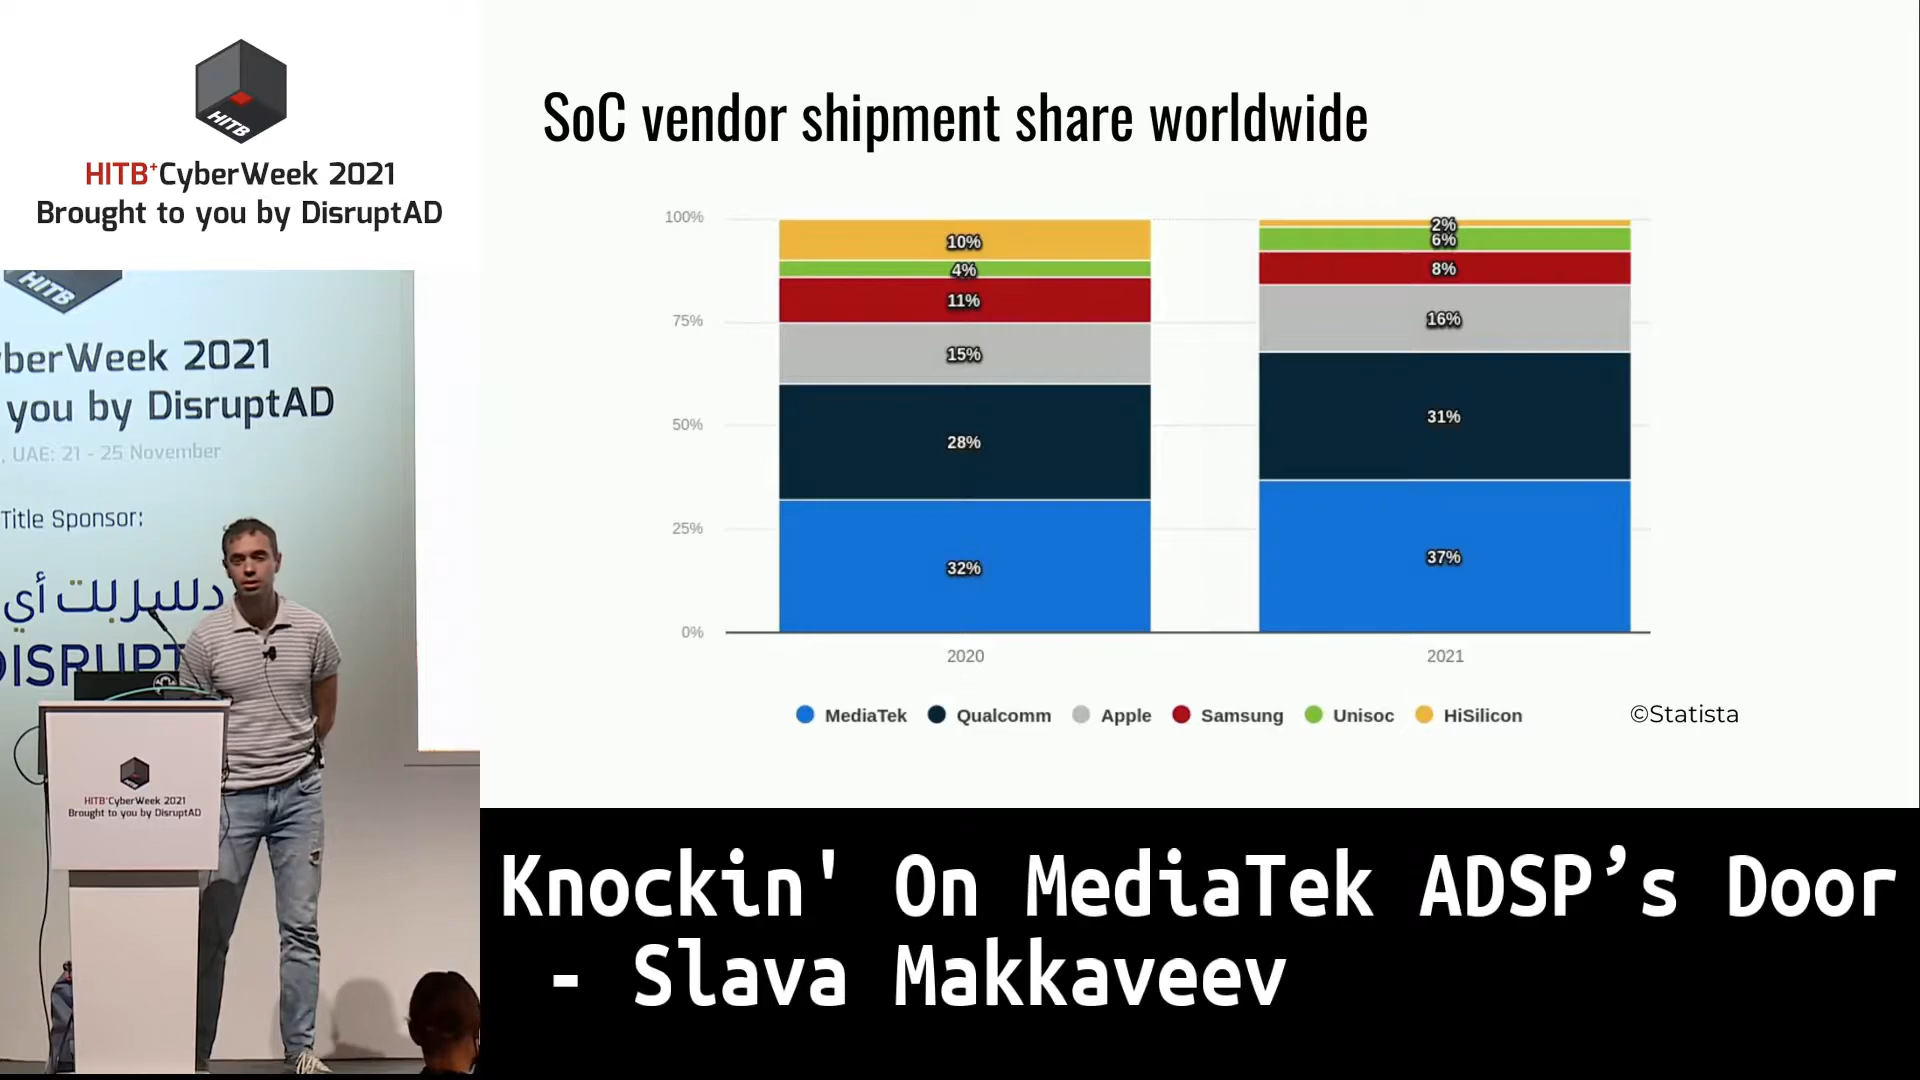 HITB
HITB+CyberWeek 2021
Brought to you by DisruptAD
HITB
yberWeek 2021
you by DisruptAD
, UAE: 21 - 25 November
Title Sponsor:
دسربت أي
DISRUPT
HITB+CyberWeek 2021
Brought to you by DisruptAD
SoC vendor shipment share worldwide
100%
75%
50%
25%
0%
10%
4%
11%
15%
28%
32%
2%
6%
8%
16%
31%
37%
2020
2021
MediaTek Qualcomm Apple Samsung Unisoc HiSilicon
©Statista
Knockin' On MediaTek ADSP’s Door
- Slava Makkaveev